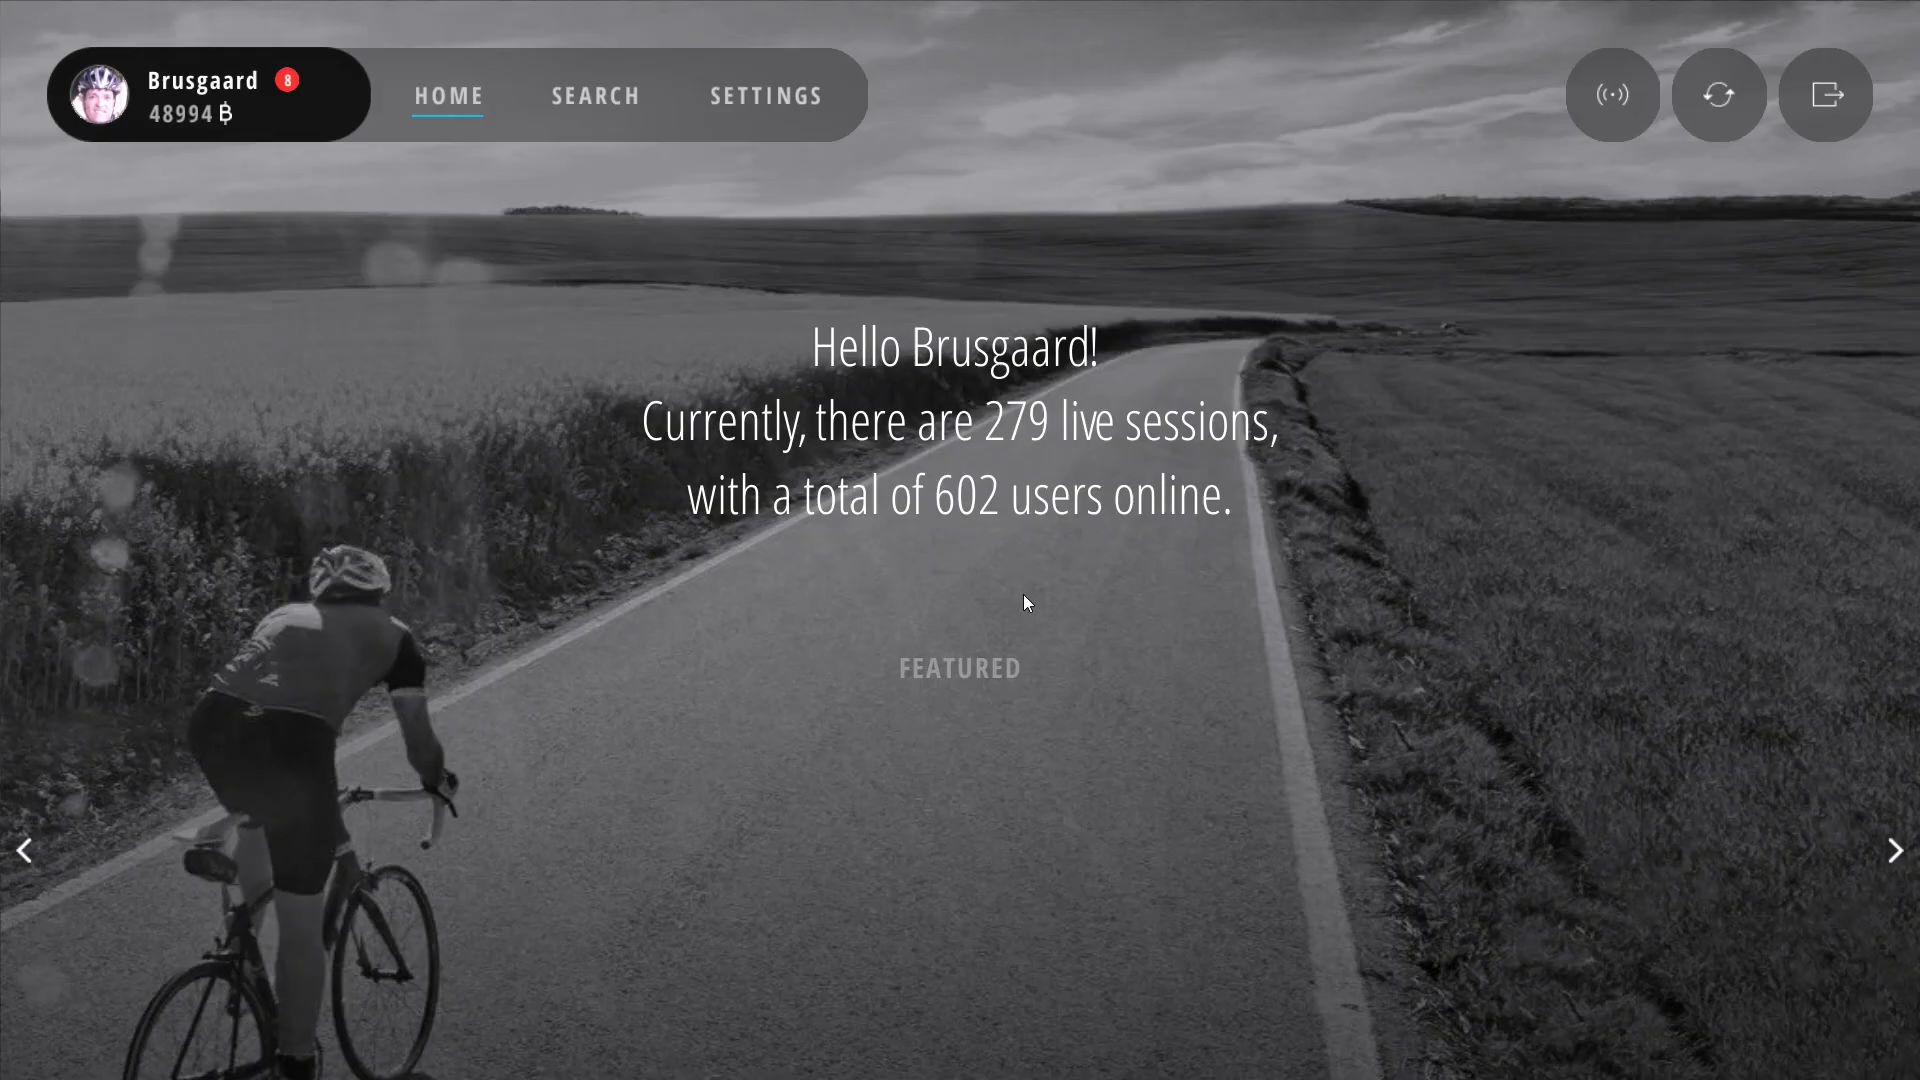 Brusgaard 8
48994 ฿
HOME SEARCH SETTINGS
Hello Brusgaard!
Currently, there are 279 live sessions,
with a total of 602 users online.
FEATURED